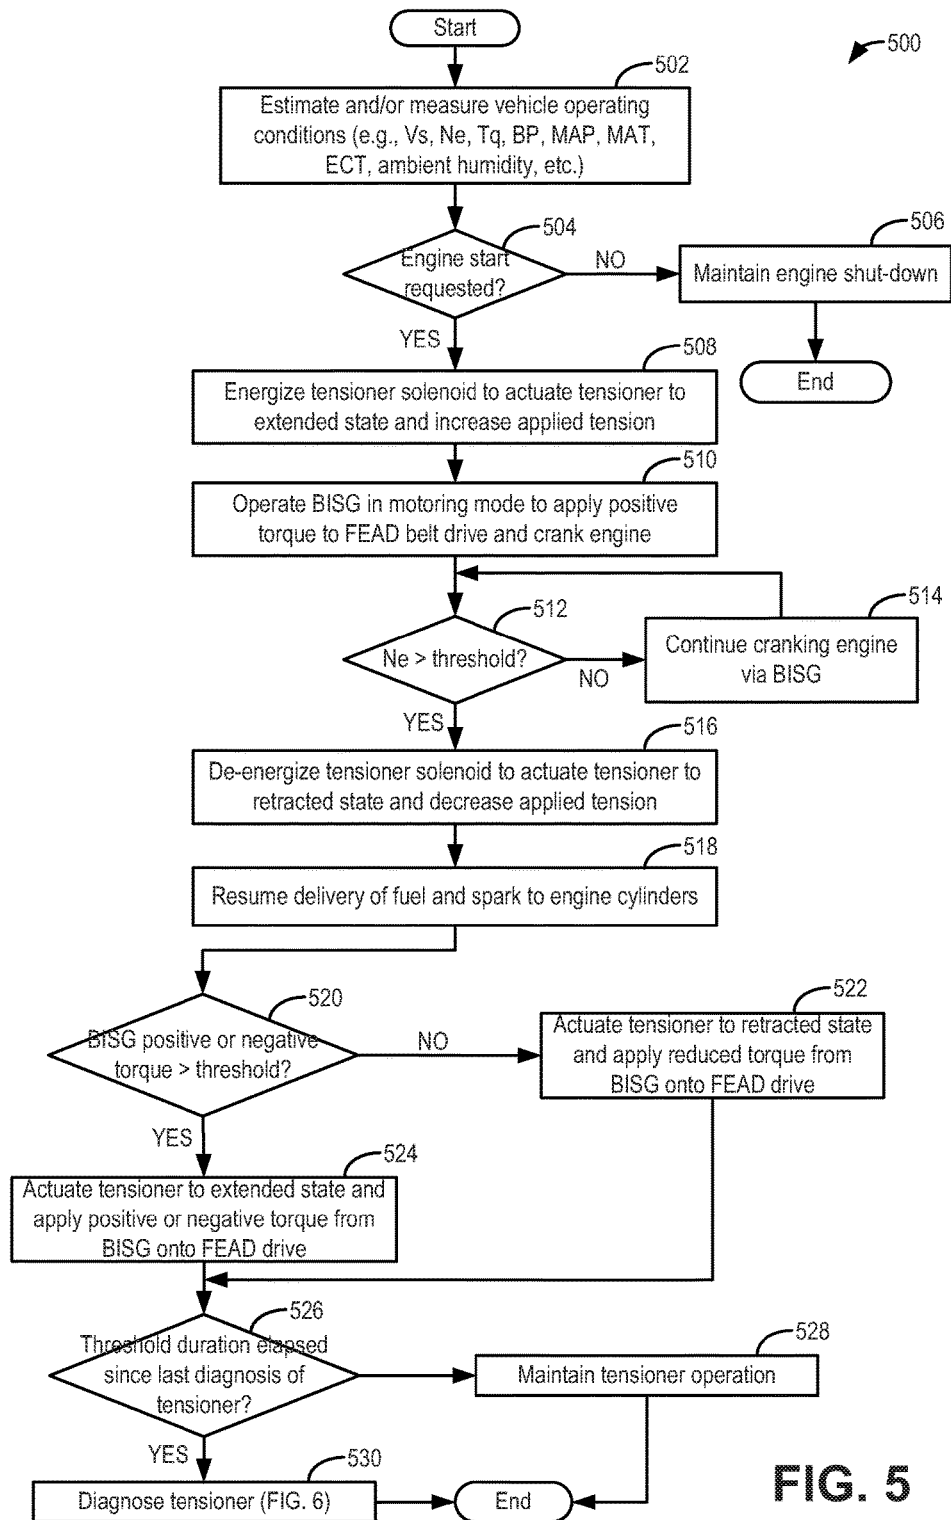 Start
500
502
Estimate and/or measure vehicle operating
conditions (e.g., Vs, Ne, Tq, BP, MAP, MAT,
ECT, ambient humidity, etc.)
504
Engine start
requested?
NO
506
Maintain engine shut-down
End
YES
508
Energize tensioner solenoid to actuate tensioner to
extended state and increase applied tension
510
Operate BISG in motoring mode to apply positive
torque to FEAD belt drive and crank engine
512
Ne > threshold?
NO
514
Continue cranking engine
via BISG
YES
516
De-energize tensioner solenoid to actuate tensioner to
retracted state and decrease applied tension
518
Resume delivery of fuel and spark to engine cylinders
520
BISG positive or negative
torque > threshold?
NO
522
Actuate tensioner to retracted state
and apply reduced torque from
BISG onto FEAD drive
YES
524
Actuate tensioner to extended state and
apply positive or negative torque from
BISG onto FEAD drive
526
Threshold duration elapsed
since last diagnosis of
tensioner?
528
Maintain tensioner operation
YES
530
Diagnose tensioner (FIG. 6)
End
FIG. 5